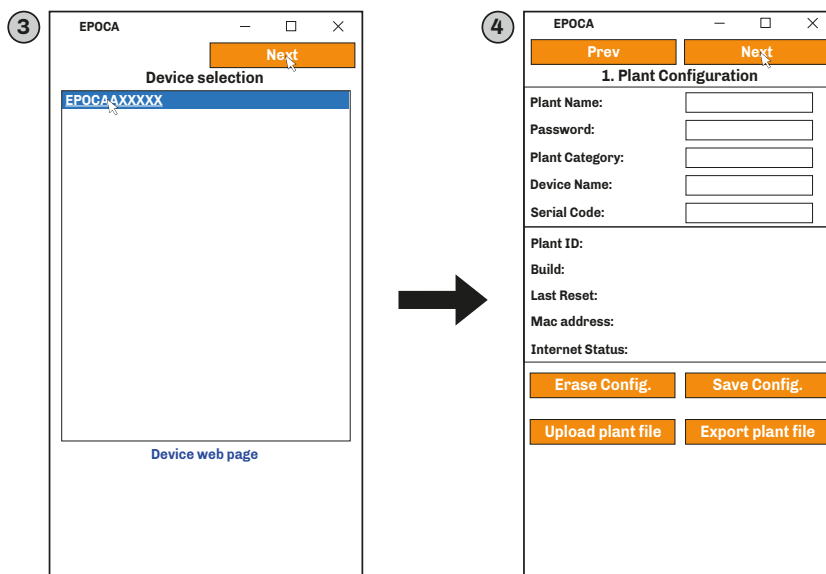 3
EPOCA
Next
Device selection
EPOCAAXXXXX
Device web page
4
EPOCA
Prev
Next
1. Plant Configuration
Plant Name:
Password:
Plant Category:
Device Name:
Serial Code:
Plant ID:
Build:
Last Reset:
Mac address:
Internet Status:
Erase Config.
Save Config.
Upload plant file
Export plant file